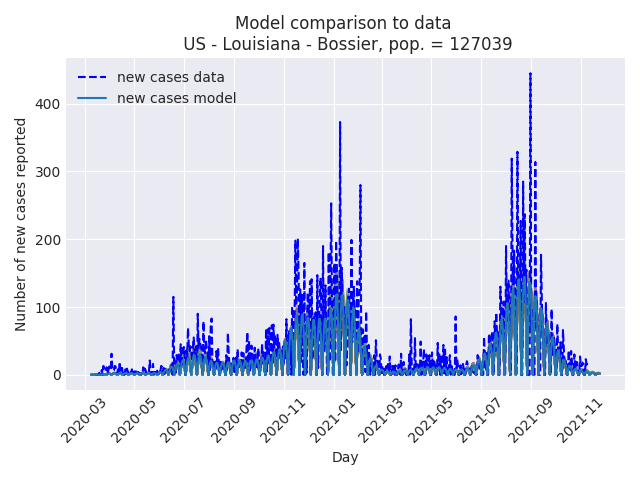 Model comparison to data
US - Louisiana - Bossier, pop. = 127039
new cases data
new cases model
Number of new cases reported
400
300
200
100
0
2020-03
2020-05
2020-07
2020-09
2020-11
2021-01
2021-03
2021-05
2021-07
2021-09
2021-11
Day